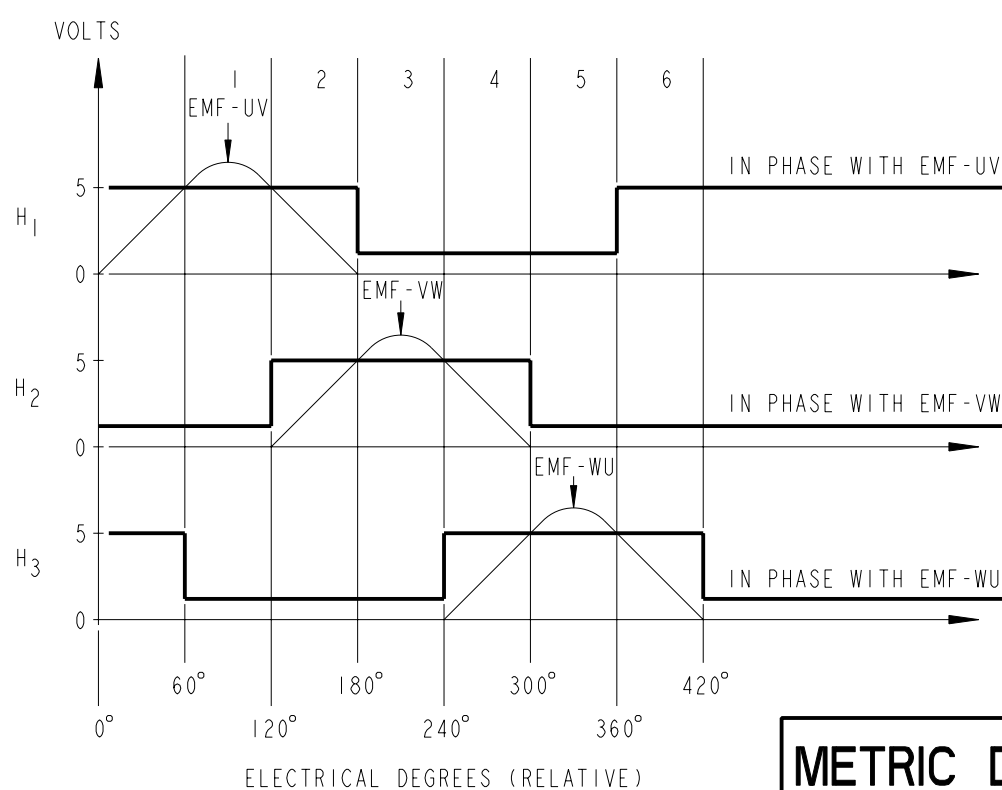 VOLTS
1 2 3 4 5 6
EMF-UV
IN PHASE WITH EMF-UV
5
H1
0
EMF-VW
5
H2
IN PHASE WITH EMF-VW
0
EMF-WU
5
H3
IN PHASE WITH EMF-WU
0
60° 180° 300° 420°
0° 120° 240° 360°
ELECTRICAL DEGREES (RELATIVE)
METRIC D